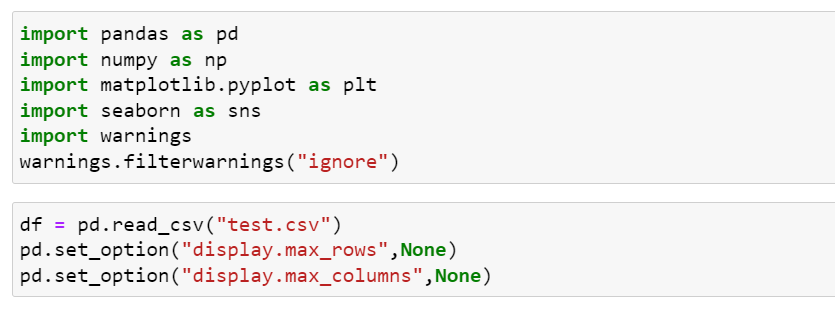 import pandas as pd
import numpy as np
import matplotlib.pyplot as plt
import seaborn as sns
import warnings
warnings.filterwarnings("ignore")
df = pd.read_csv("test.csv")
pd.set_option("display.max_rows",None)
pd.set_option("display.max_columns",None)